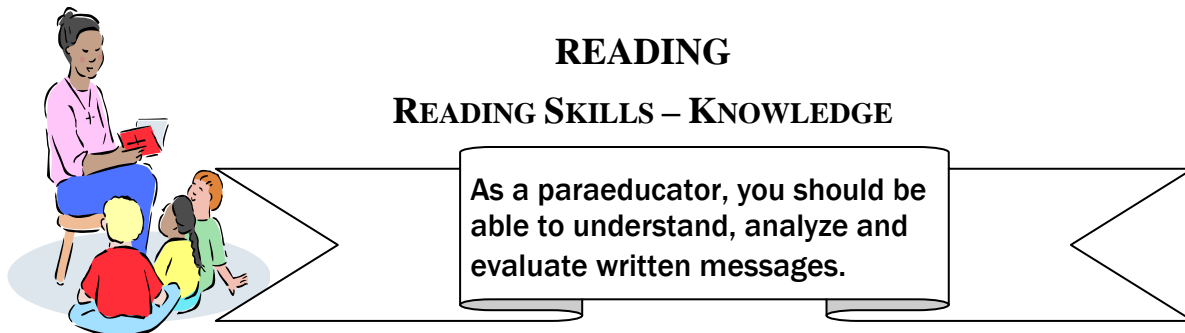 READING
READING SKILLS – KNOWLEDGE
As a paraeducator, you should be
able to understand, analyze and
evaluate written messages.